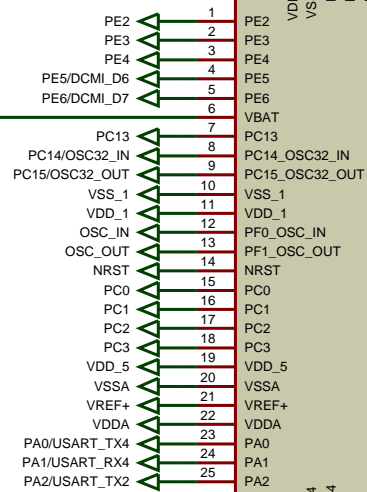 PE2 1 PE2
PE3 2 PE3
PE4 3 PE4
PE5/DCMI_D6 4 PE5
PE6/DCMI_D7 5 PE6
6 VBAT
PC13 7 PC13
PC14/OSC32_IN 8 PC14_OSC32_IN
PC15/OSC32_OUT 9 PC15_OSC32_OUT
VSS_1 10 VSS_1
VDD_1 11 VDD_1
OSC_IN 12 PF0_OSC_IN
OSC_OUT 13 PF1_OSC_OUT
NRST 14 NRST
PC0 15 PC0
PC1 16 PC1
PC2 17 PC2
PC3 18 PC3
VDD_5 19 VDD_5
VSSA 20 VSSA
VREF+ 21 VREF+
VDDA 22 VDDA
PA0/USART_TX4 23 PA0
PA1/USART_RX4 24 PA1
PA2/USART_TX2 25 PA2